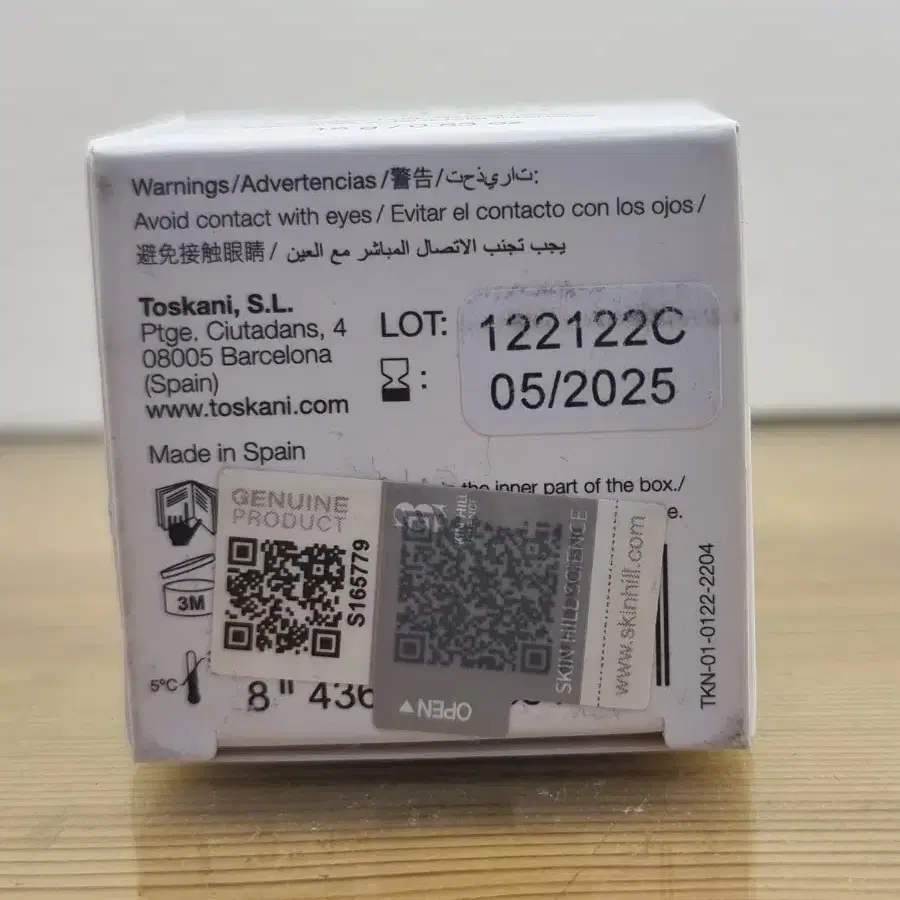 Warnings/Advertencias/警告/تحذيرات:
Avoid contact with eyes / Evitar el contacto con los ojos /
避免接触眼睛 / يجب تجنب الاتصال المباشر مع العين
Toskani, S.L.
Ptge. Ciutadans, 4
08005 Barcelona
(Spain)
www.toskani.com
Made in Spain
LOT: 122122C
: 05/2025
inner part of the box./
e.
GENUINE
PRODUCT
S165779
SKIN HILL SCIENCE
www.skinhill.com
OPEN
3M
5°C
8 436
TKN-01-0122-2204